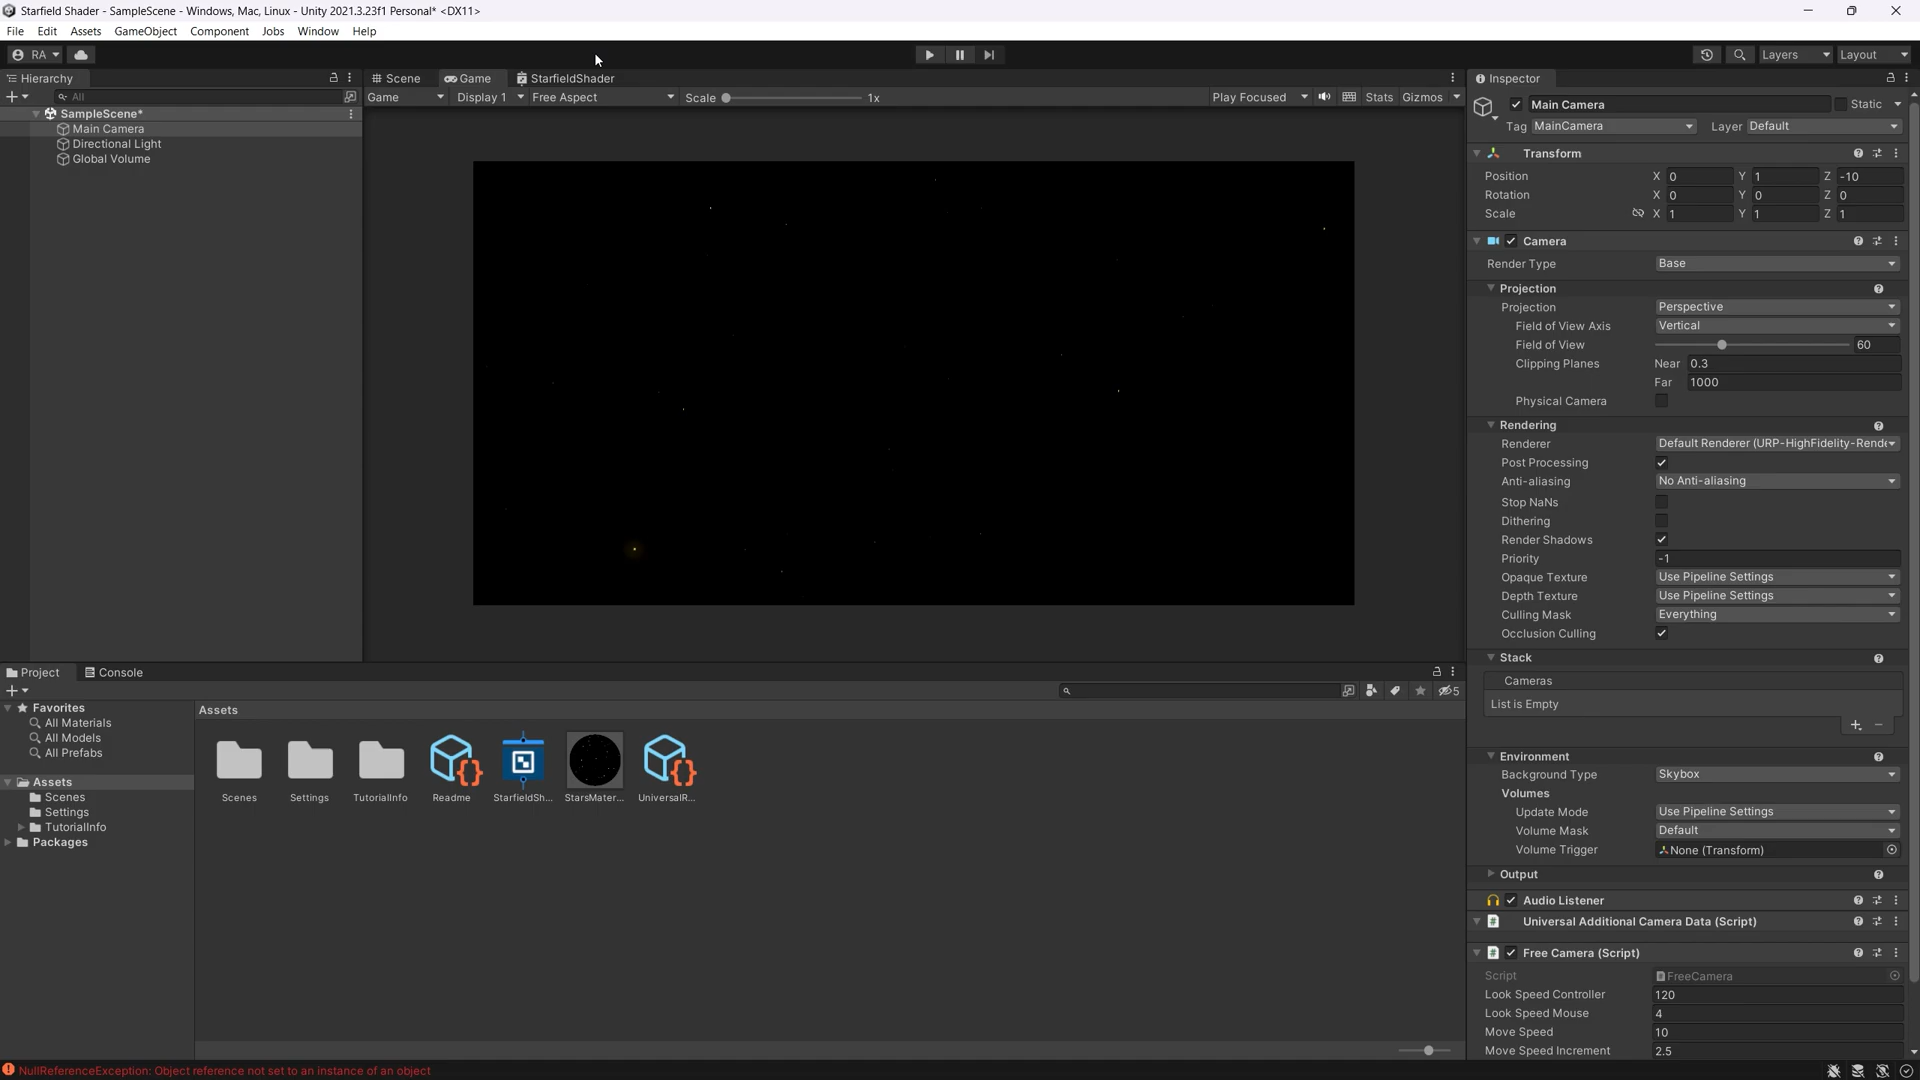 Starfield Shader - SampleScene - Windows, Mac, Linux - Unity 2021.3.23f1 Personal* <DX11>
File Edit Assets GameObject Component Jobs Window Help
RA Layers Layout
Hierarchy
All
SampleScene*
Main Camera
Directional Light
Global Volume
Scene Game StarfieldShader
Game Display 1 Free Aspect Scale 1x Play Focused Stats Gizmos
Inspector
Main Camera Static
Tag MainCamera Layer Default
Transform
Position X 0 Y 1 Z -10
Rotation X 0 Y 0 Z 0
Scale X 1 Y 1 Z 1
Camera
Render Type Base
Projection
Projection Perspective
Field of View Axis Vertical
Field of View 60
Clipping Planes Near 0.3
Far 1000
Physical Camera
Rendering
Renderer Default Renderer (URP-HighFidelity-Rende
Post Processing
Anti-aliasing No Anti-aliasing
Stop NaNs
Dithering
Render Shadows
Priority -1
Opaque Texture Use Pipeline Settings
Depth Texture Use Pipeline Settings
Culling Mask Everything
Occlusion Culling
Stack
Cameras
List is Empty
Environment
Background Type Skybox
Volumes
Update Mode Use Pipeline Settings
Volume Mask Default
Volume Trigger None (Transform)
Output
Audio Listener
Universal Additional Camera Data (Script)
Free Camera (Script)
Script FreeCamera
Look Speed Controller 120
Look Speed Mouse 4
Move Speed 10
Move Speed Increment 2.5
Project Console
5
Favorites
All Materials
All Models
All Prefabs
Assets
Scenes
Settings
TutorialInfo
Packages
Assets
Scenes Settings TutorialInfo Readme StarfieldSh... StarsMater... UniversalR...
NullReferenceException: Object reference not set to an instance of an object